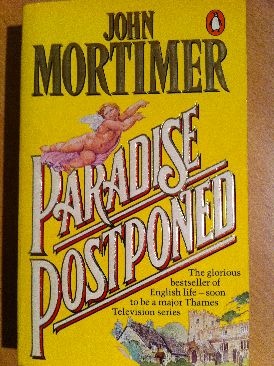 JOHN
MORTIMER
PARADISE
POSTPONED
The glorious
bestseller of
English life – soon
to be a major Thames
Television series